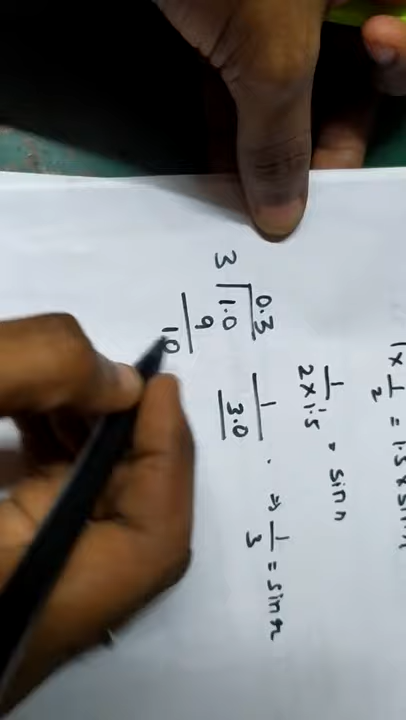 1 × 1/2 = 1.5 × sin r
1/(2 × 1.5) = sin r
1/3.0 ⇒ 1/3 = sin r
0.3
3 1.0
9
10